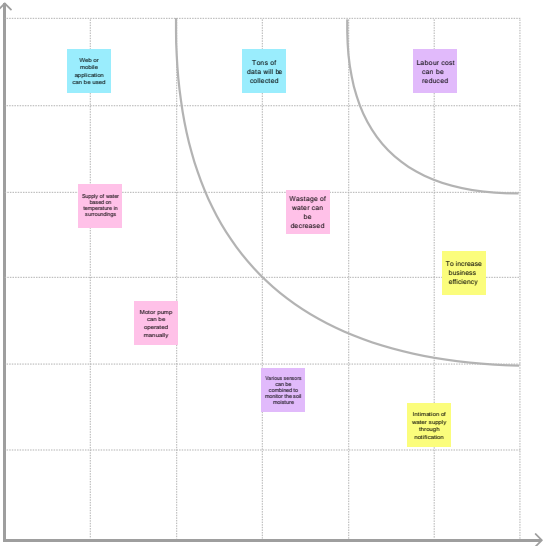 Web or
mobile
application
can be used
Tons of
data will be
collected
Labour cost
can be
reduced
Supply of water
based on
temperature in
surroundings
Wastage of
water can
be
decreased
To increase
business
efficiency
Motor pump
can be
operated
manually
Various sensors
can be
combined to
monitor the soil
moisture
Intimation of
water supply
through
notification